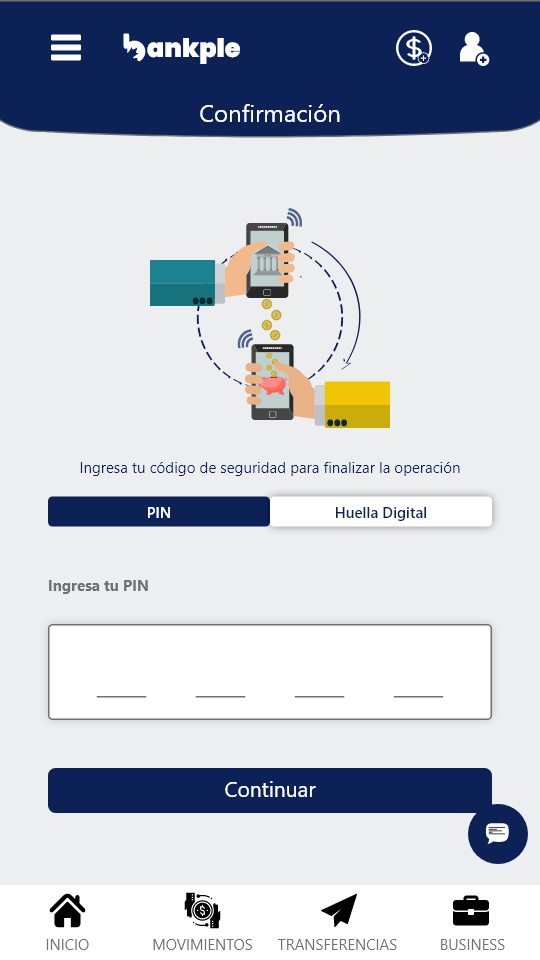 bankple
Confirmación
Ingresa tu código de seguridad para finalizar la operación
PIN
Huella Digital
Ingresa tu PIN
Continuar
INICIO
MOVIMIENTOS
TRANSFERENCIAS
BUSINESS